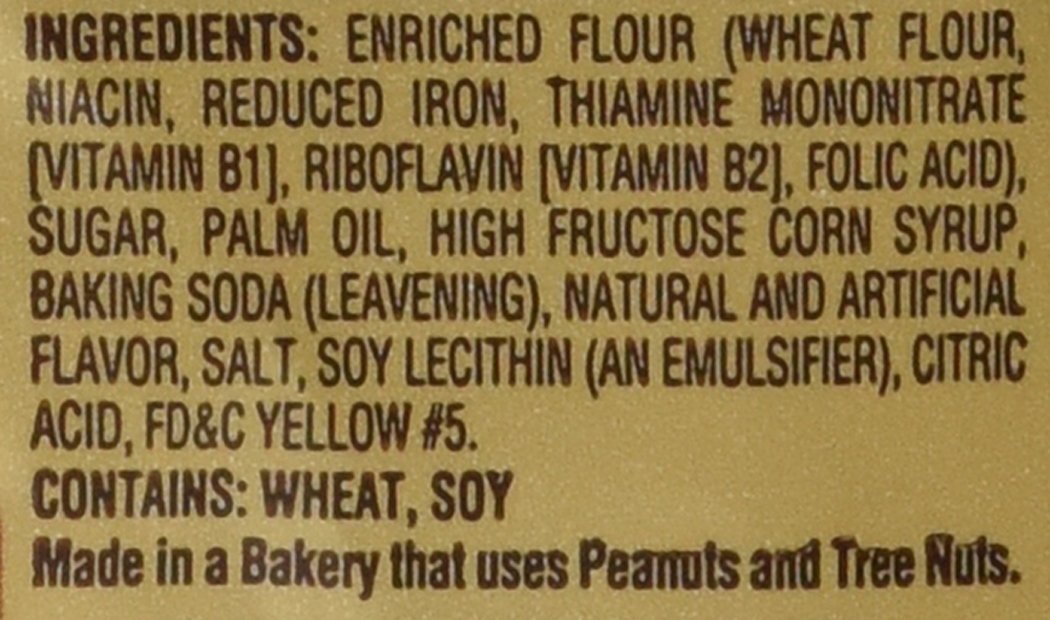 INGREDIENTS: ENRICHED FLOUR (WHEAT FLOUR,
NIACIN, REDUCED IRON, THIAMINE MONONITRATE
[VITAMIN B1], RIBOFLAVIN [VITAMIN B2], FOLIC ACID),
SUGAR, PALM OIL, HIGH FRUCTOSE CORN SYRUP,
BAKING SODA (LEAVENING), NATURAL AND ARTIFICIAL
FLAVOR, SALT, SOY LECITHIN (AN EMULSIFIER), CITRIC
ACID, FD&C YELLOW #5.
CONTAINS: WHEAT, SOY
Made in a Bakery that uses Peanuts and Tree Nuts.